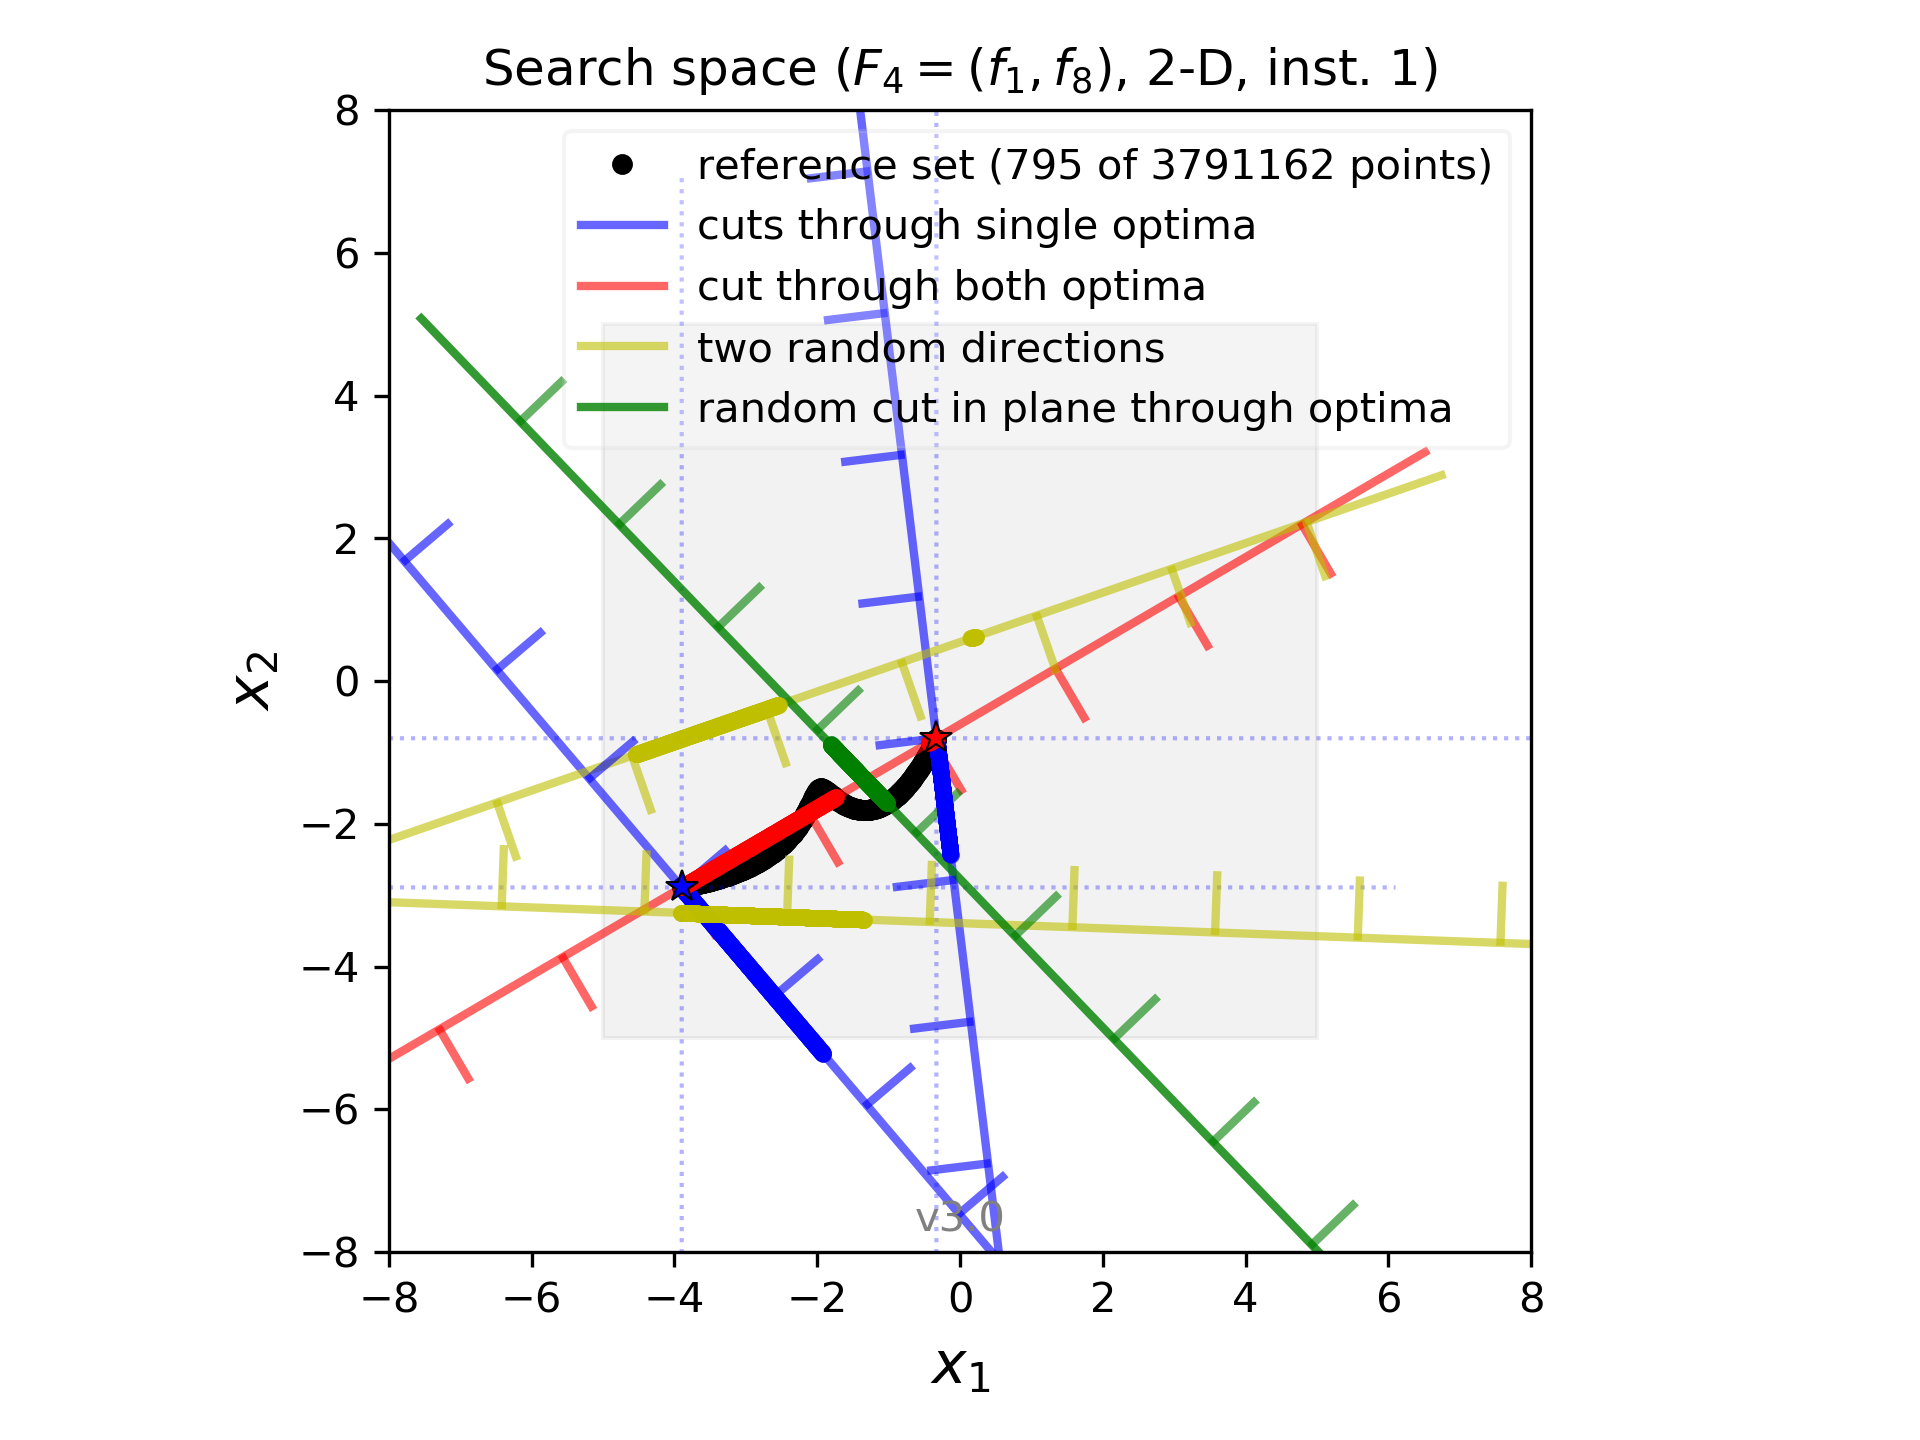 Search space (F4 = (f1, f8), 2-D, inst. 1)
reference set (795 of 3791162 points)
cuts through single optima
cut through both optima
two random directions
random cut in plane through optima
8
6
4
2
0
−2
−4
−6
−8
x2
v3.0
−8 −6 −4 −2 0 2 4 6 8
x1